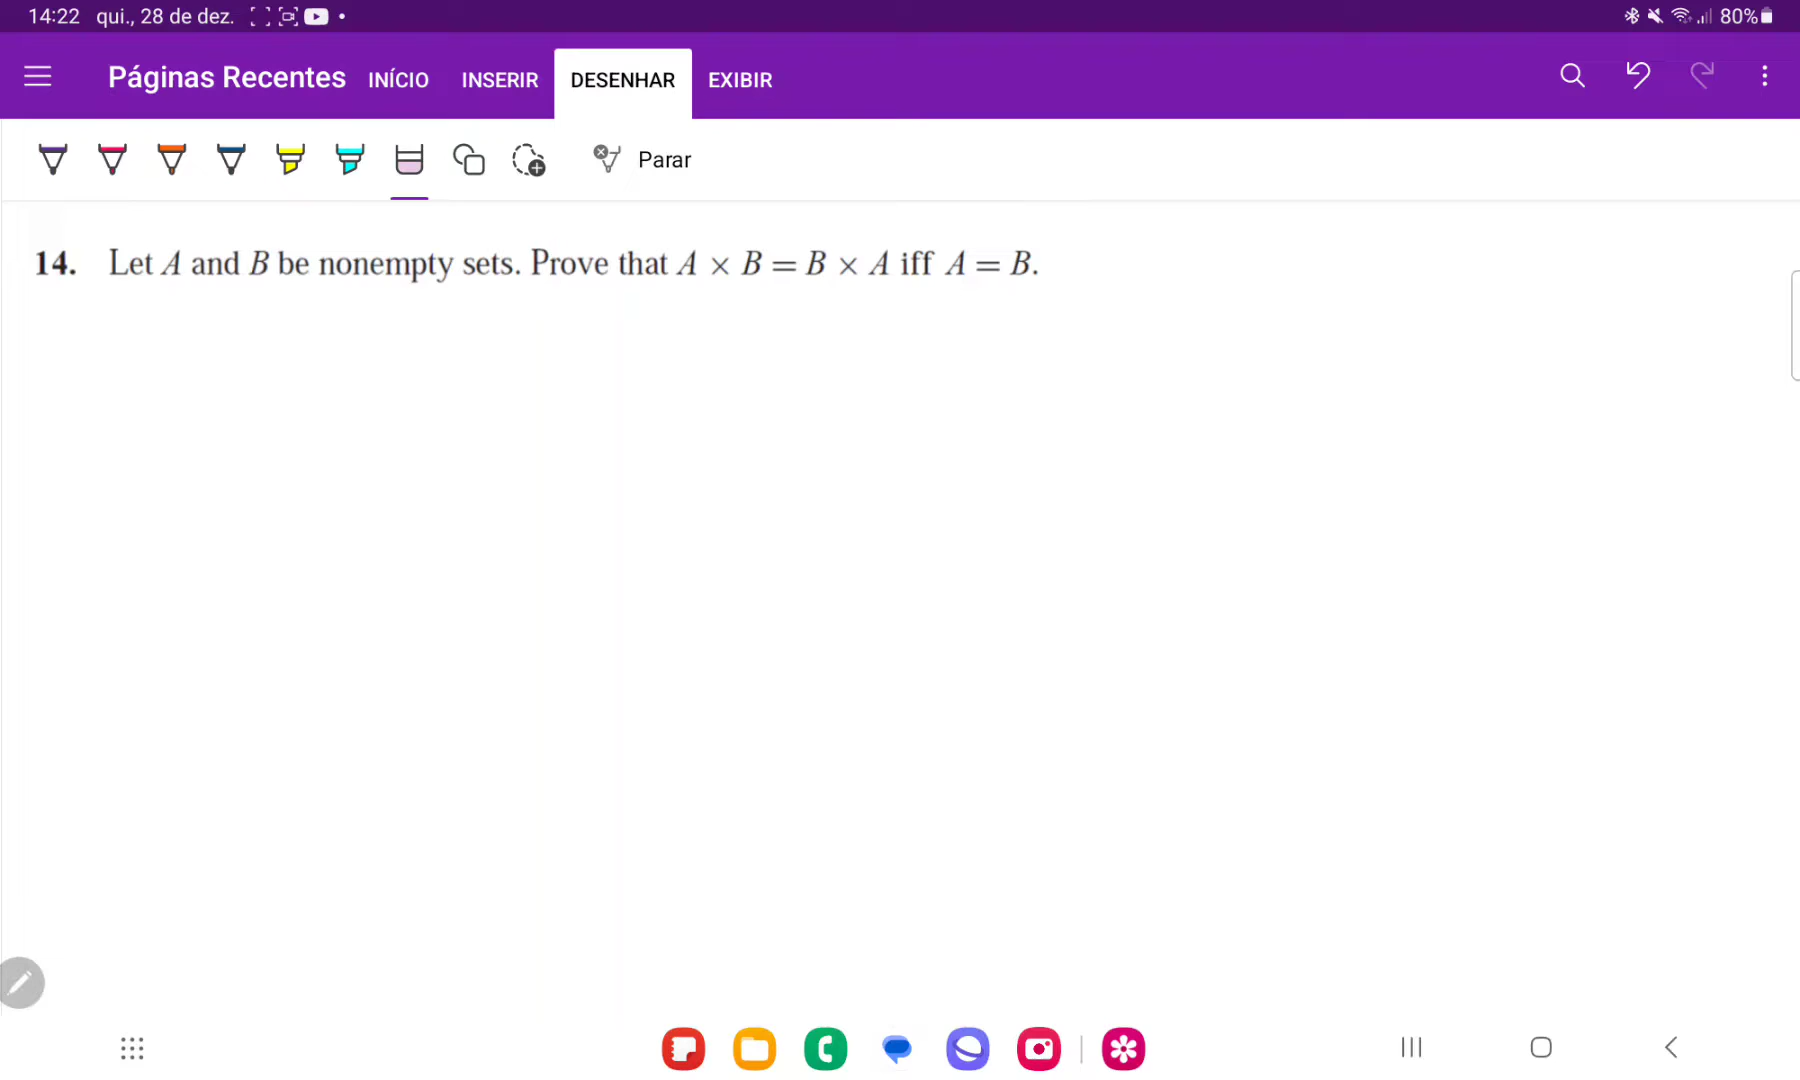 14:22 qui., 28 de dez. 80%
Páginas Recentes INÍCIO INSERIR DESENHAR EXIBIR
Parar
14. Let A and B be nonempty sets. Prove that A × B = B × A iff A = B.